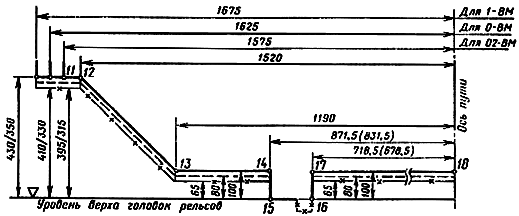 1675 Для 1-ВМ
1625 Для 0-ВМ
1575 Для 02-ВМ
1520
11 12
1190
871,5(831,5)
718,5(678,5)
Ось пути
430/350
410/330
395/315
13 14 17 18
65 80 100 65 80 100
15 16
Уровень верха головок рельсов